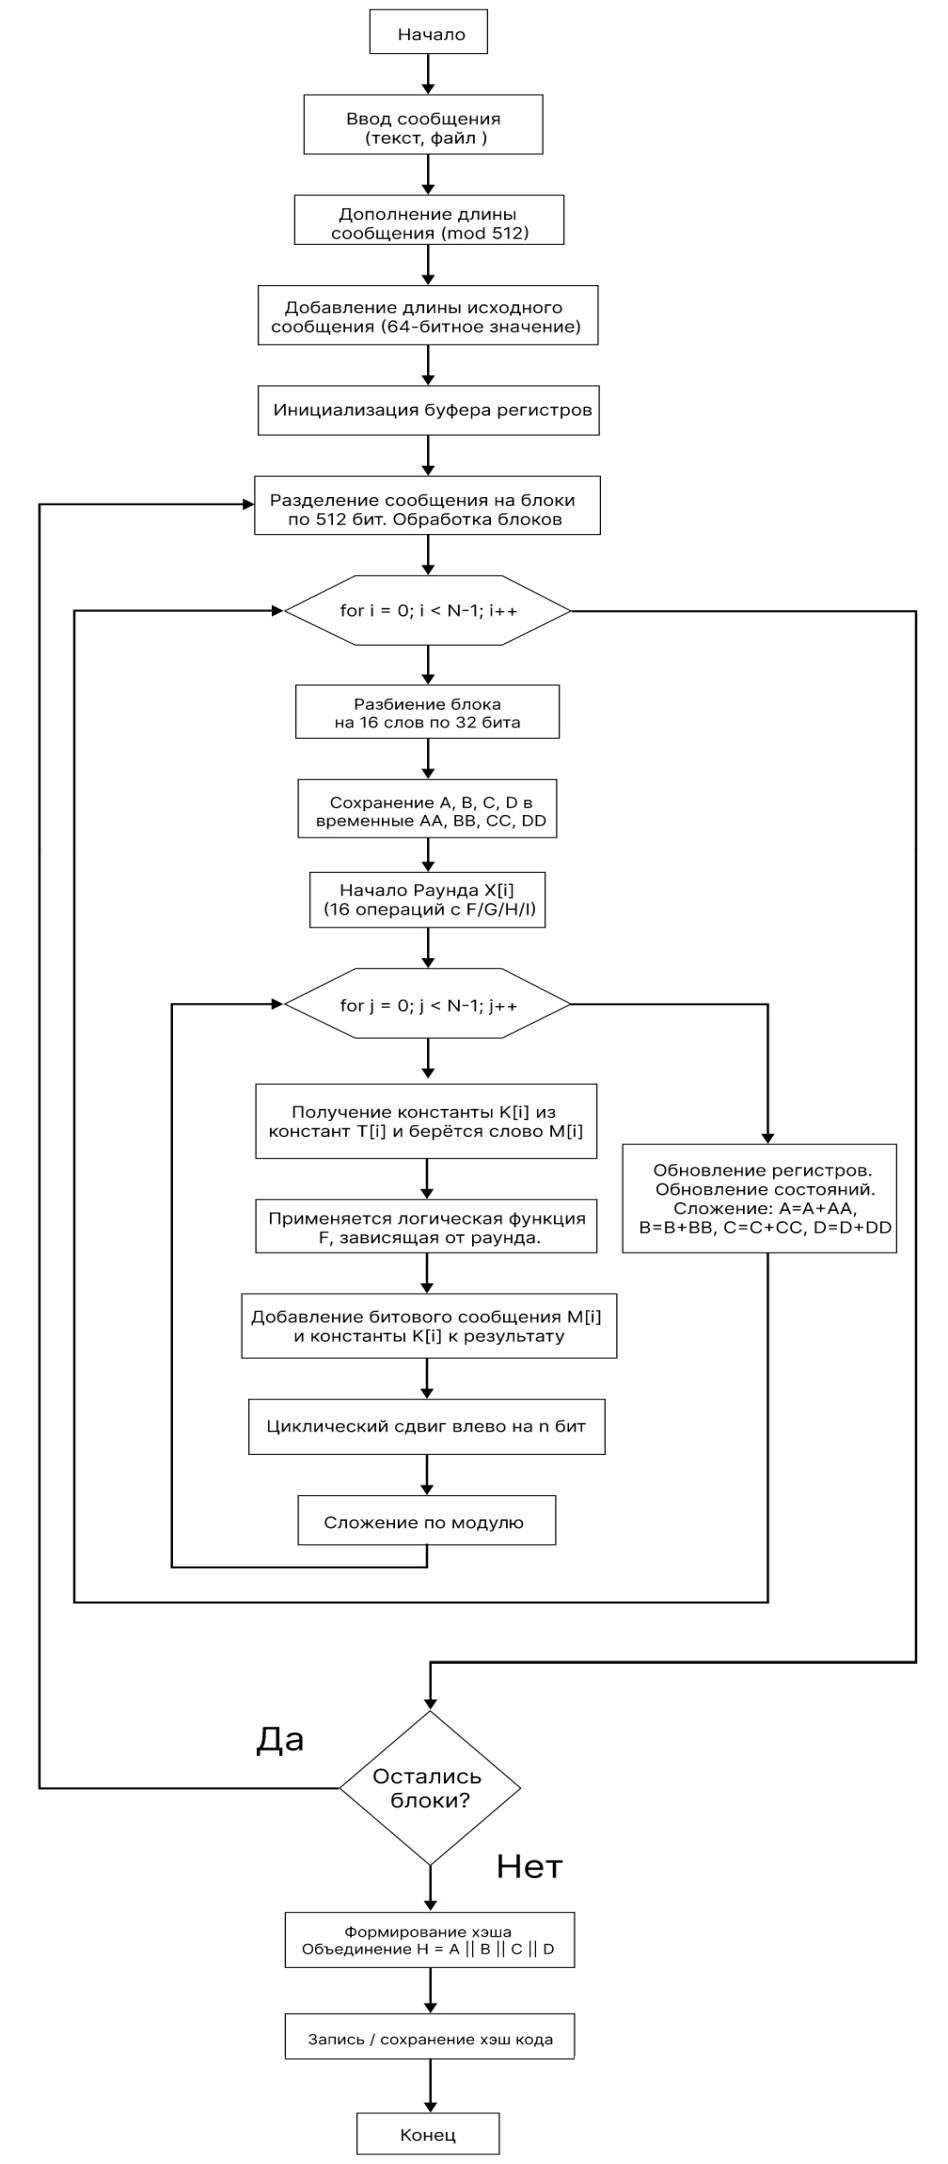 Начало
Ввод сообщения
(текст, файл )
Дополнение длины
сообщения (mod 512)
Добавление длины исходного
сообщения (64-битное значение)
Инициализация буфера регистров
Разделение сообщения на блоки
по 512 бит. Обработка блоков
for i = 0; i < N-1; i++
Разбиение блока
на 16 слов по 32 бита
Сохранение A, B, C, D в
временные AA, BB, CC, DD
Начало Раунда X[i]
(16 операций с F/G/H/I)
for j = 0; j < N-1; j++
Получение константы K[i] из
констант T[i] и берётся слово M[i]
Применяется логическая функция
F, зависящая от раунда.
Добавление битового сообщения M[i]
и константы K[i] к результату
Циклический сдвиг влево на n бит
Сложение по модулю
Обновление регистров.
Обновление состояний.
Сложение: A=A+AA,
B=B+BB, C=C+CC, D=D+DD
Да
Остались
блоки?
Нет
Формирование хэша
Объединение H = A || B || C || D
Запись / сохранение хэш кода
Конец